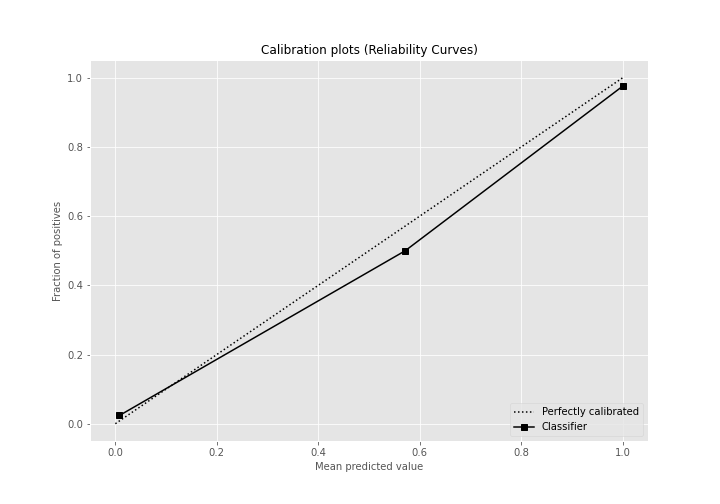 Calibration plots (Reliability Curves)
1.0
0.8
0.6
0.4
0.2
0.0
Fraction of positives
Perfectly calibrated
Classifier
0.0 0.2 0.4 0.6 0.8 1.0
Mean predicted value